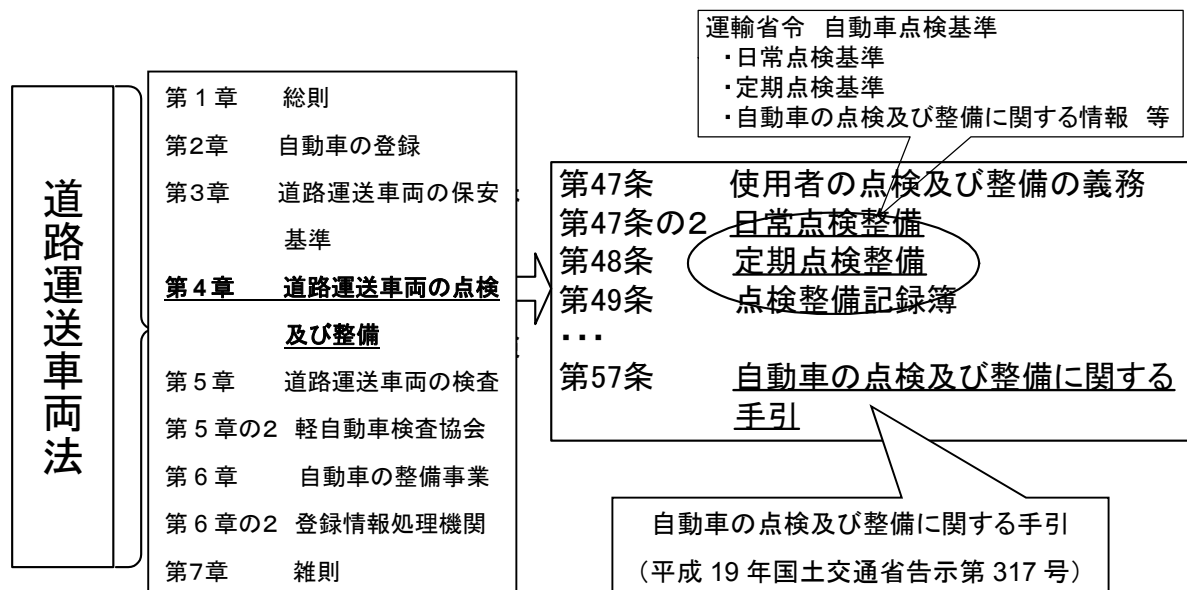 道路運送車両法
第1章 総則
第2章 自動車の登録
第3章 道路運送車両の保安
基準
第4章 道路運送車両の点検
及び整備
第5章 道路運送車両の検査
第5章の2 軽自動車検査協会
第6章 自動車の整備事業
第6章の2 登録情報処理機関
第7章 雑則
運輸省令 自動車点検基準
・日常点検基準
・定期点検基準
・自動車の点検及び整備に関する情報 等
第47条 使用者の点検及び整備の義務
第47条の2 日常点検整備
第48条 定期点検整備
第49条 点検整備記録簿
・・・
第57条 自動車の点検及び整備に関する
手引
自動車の点検及び整備に関する手引
（平成 19 年国土交通省告示第 317 号）